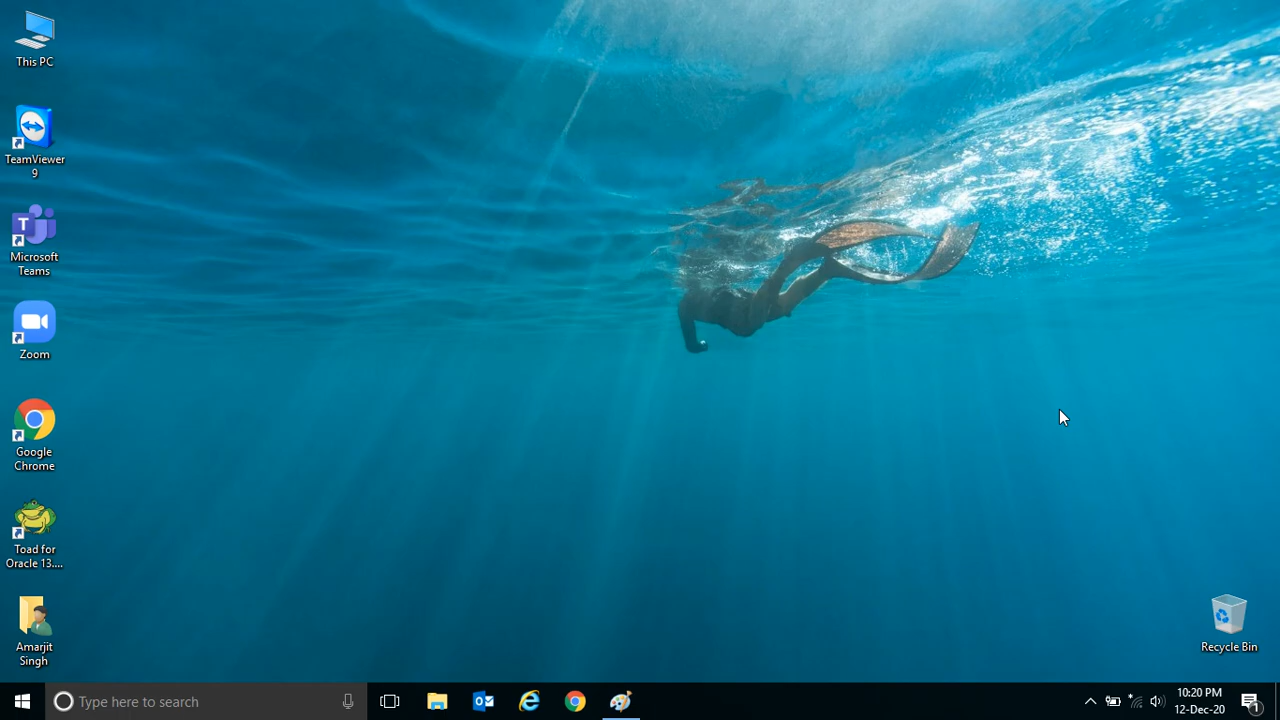 This PC
TeamViewer
9
T
Microsoft
Teams
Zoom
Google
Chrome
Toad for
Oracle 13....
Amarjit
Singh
Recycle Bin
Type here to search
10:20 PM
12-Dec-20
1